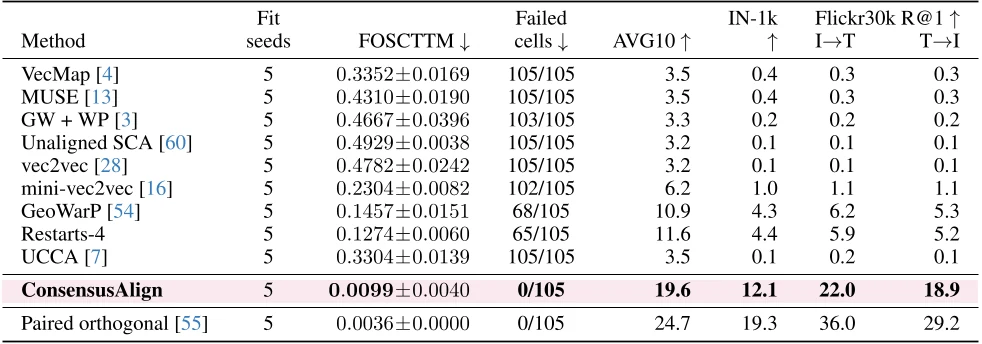 Fit Failed IN-1k Flickr30k R@1 ↑
Method seeds FOSCTTM ↓ cells ↓ AVG10 ↑ ↑ I→T T→I
VecMap [4] 5 0.3352±0.0169 105/105 3.5 0.4 0.3 0.3
MUSE [13] 5 0.4310±0.0190 105/105 3.5 0.4 0.3 0.3
GW + WP [3] 5 0.4667±0.0396 103/105 3.3 0.2 0.2 0.2
Unaligned SCA [60] 5 0.4929±0.0038 105/105 3.2 0.1 0.1 0.1
vec2vec [28] 5 0.4782±0.0242 105/105 3.2 0.1 0.1 0.1
mini-vec2vec [16] 5 0.2304±0.0082 102/105 6.2 1.0 1.1 1.1
GeoWarP [54] 5 0.1457±0.0151 68/105 10.9 4.3 6.2 5.3
Restarts-4 5 0.1274±0.0060 65/105 11.6 4.4 5.9 5.2
UCCA [7] 5 0.3304±0.0139 105/105 3.5 0.1 0.2 0.1
ConsensusAlign 5 0.0099±0.0040 0/105 19.6 12.1 22.0 18.9
Paired orthogonal [55] 5 0.0036±0.0000 0/105 24.7 19.3 36.0 29.2